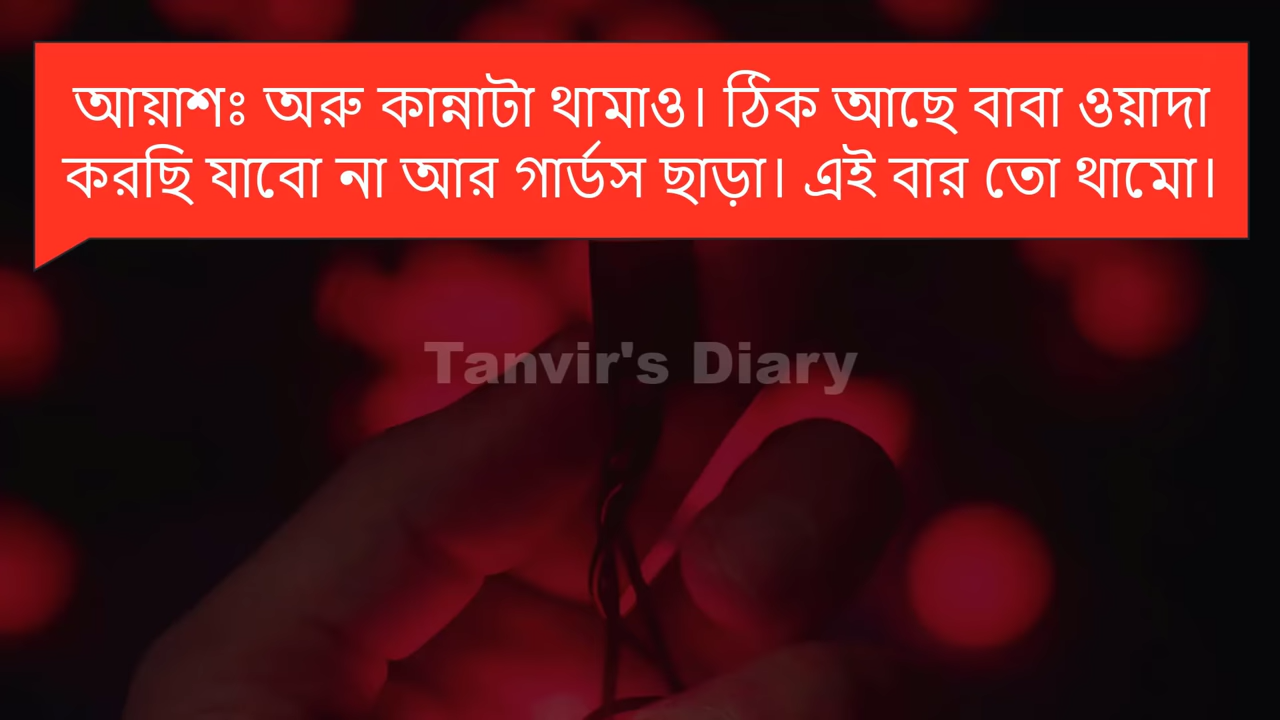 আয়াশঃ অরু কান্নাটা থামাও। ঠিক আছে বাবা ওয়াদা
করছি যাবো না আর গার্ডস ছাড়া। এই বার তো থামো।
Tanvir's Diary